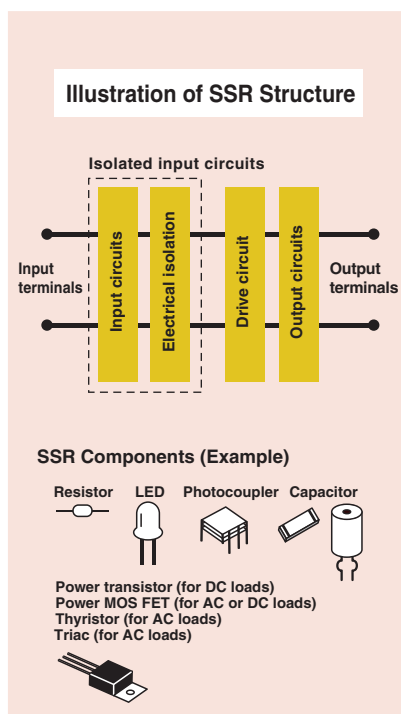 Illustration of SSR Structure
Isolated input circuits
Input
terminals
Input circuits
Electrical isolation
Drive circuit
Output circuits
Output
terminals
SSR Components (Example)
Resistor LED Photocoupler Capacitor
Power transistor (for DC loads)
Power MOS FET (for AC or DC loads)
Thyristor (for AC loads)
Triac (for AC loads)